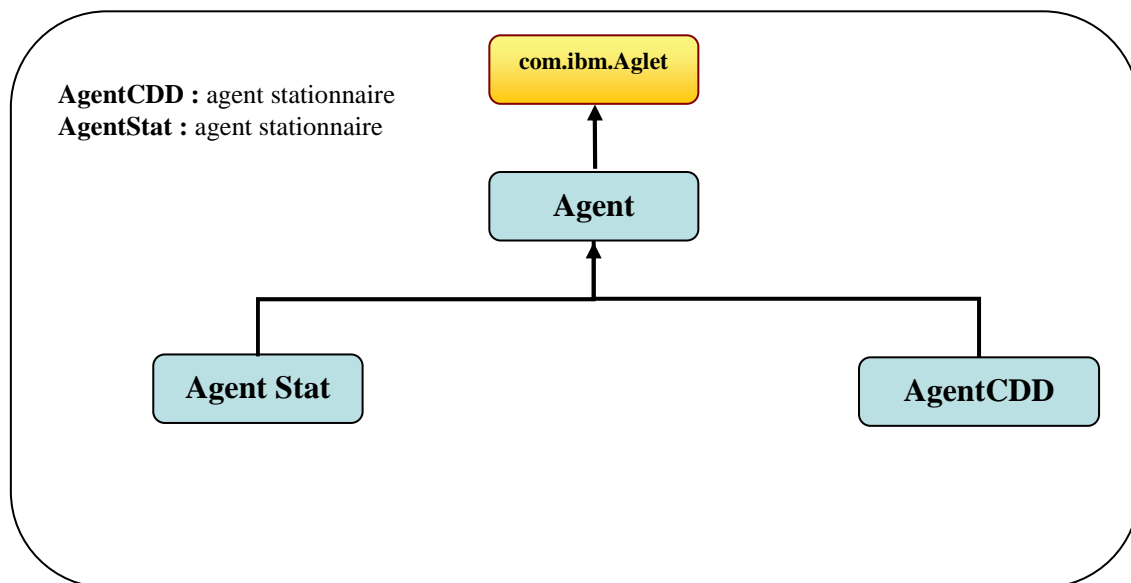 com.ibm.Aglet
AgentCDD : agent stationnaire
AgentStat : agent stationnaire
Agent
Agent Stat
AgentCDD